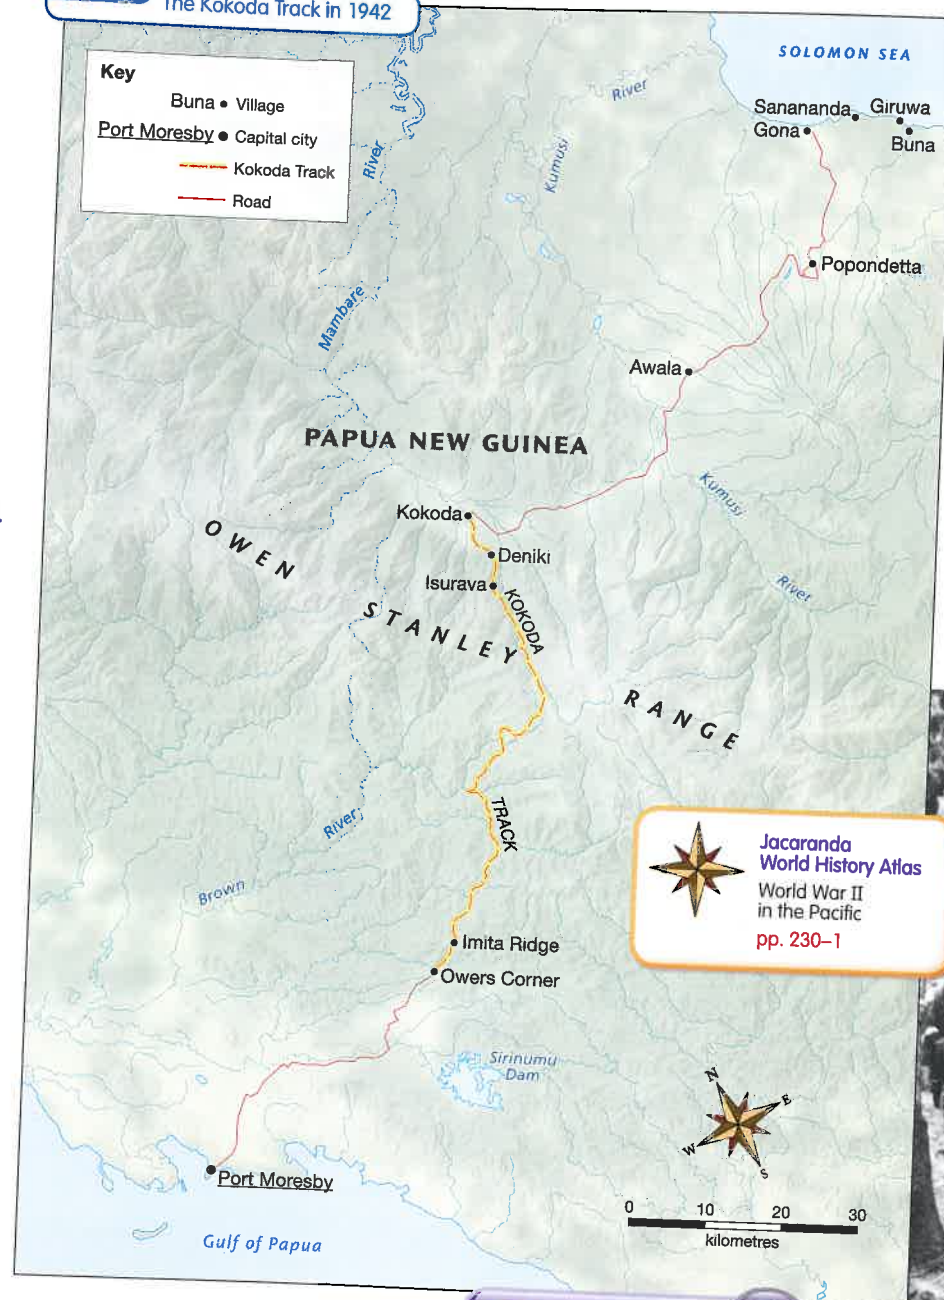 The Kokoda Track in 1942
SOLOMON SEA
Key
Buna • Village
Port Moresby • Capital city
Kokoda Track
Road
River
Sanananda
Giruwa
Gona
Buna
River
Kumusi
Popondetta
Mambare
Awala
PAPUA NEW GUINEA
Kumusi
Kokoda
OWEN
Deniki
Isurava
River
KOKODA
STANLEY
RANGE
TRACK
River
Jacaranda
World History Atlas
World War II
in the Pacific
pp. 230–1
Brown
Imita Ridge
Owers Corner
Sirinumu
Dam
N
E
W
S
Port Moresby
0 10 20 30
kilometres
Gulf of Papua